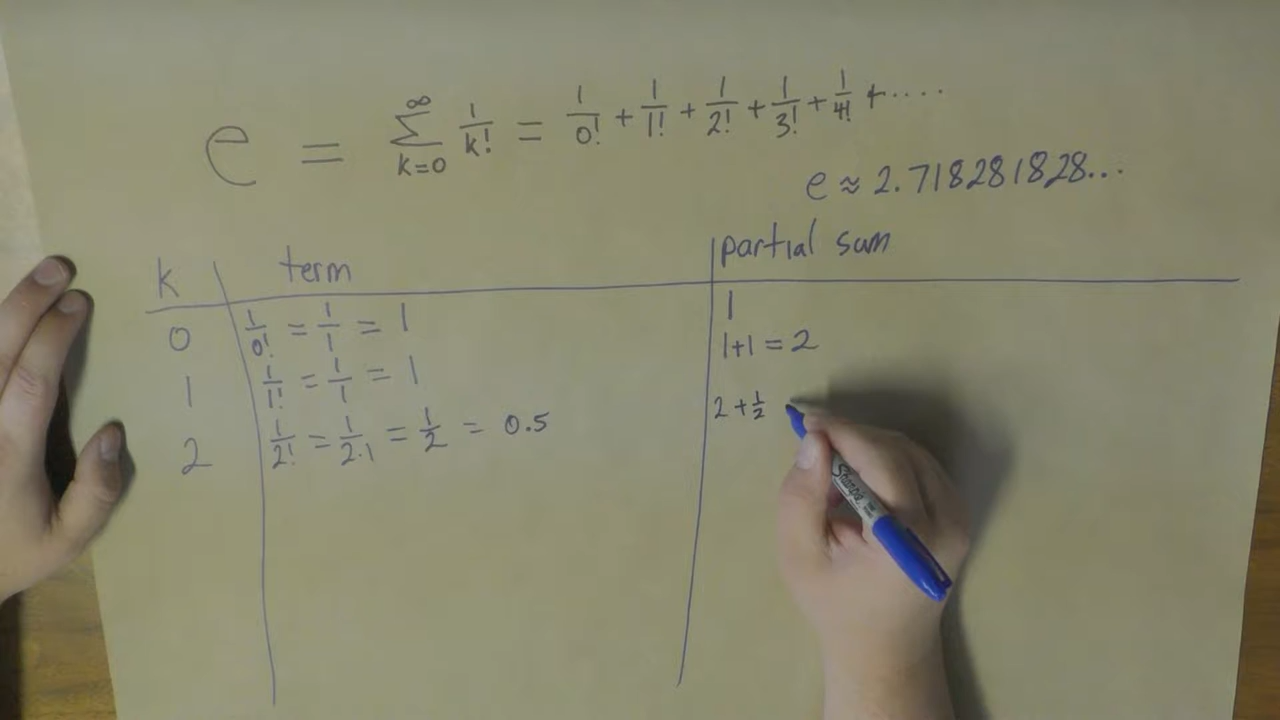 e = ∑ k=0 ∞ 1/k! = 1/0! + 1/1! + 1/2! + 1/3! + 1/4! + ....
e ≈ 2.718281828...
k term partial sum
0 1/0! = 1/1 = 1 1
1 1/1! = 1/1 = 1 1+1 = 2
2 1/2! = 1/2·1 = 1/2 = 0.5 2 + 1/2
Sharpie